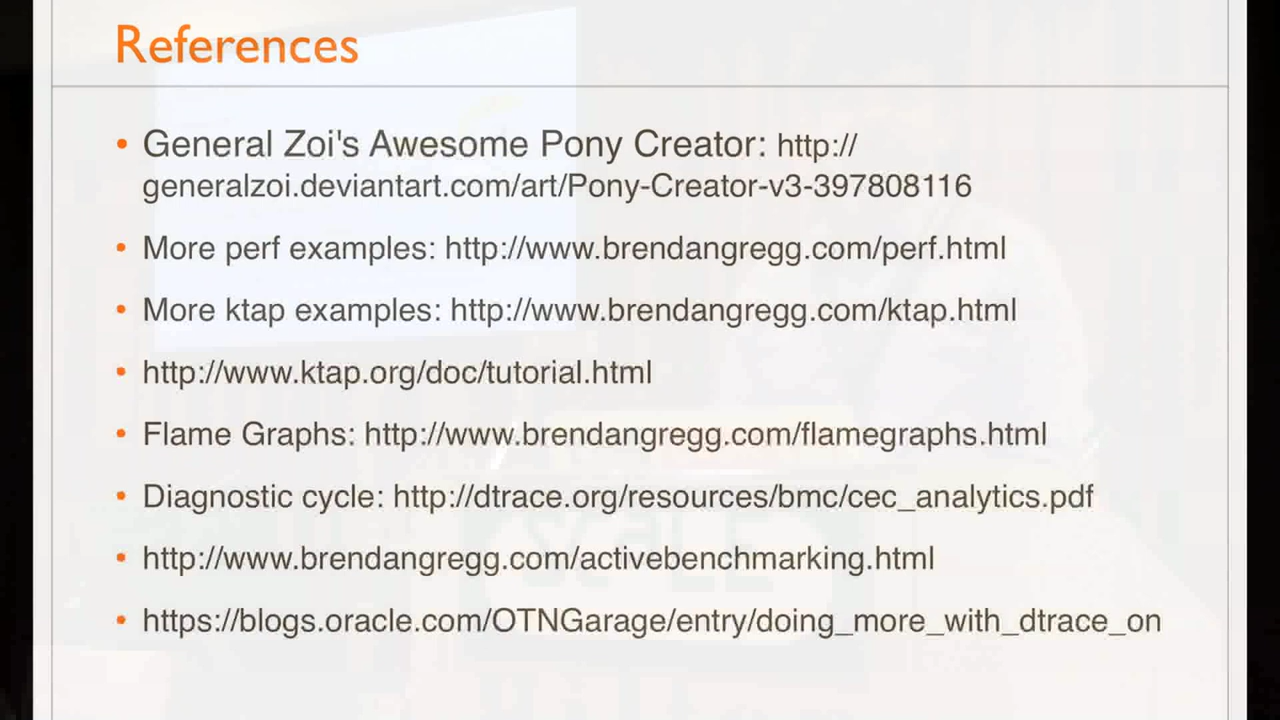 References
• General Zoi's Awesome Pony Creator: http://
generalzoi.deviantart.com/art/Pony-Creator-v3-397808116
• More perf examples: http://www.brendangregg.com/perf.html
• More ktap examples: http://www.brendangregg.com/ktap.html
• http://www.ktap.org/doc/tutorial.html
• Flame Graphs: http://www.brendangregg.com/flamegraphs.html
• Diagnostic cycle: http://dtrace.org/resources/bmc/cec_analytics.pdf
• http://www.brendangregg.com/activebenchmarking.html
• https://blogs.oracle.com/OTNGarage/entry/doing_more_with_dtrace_on